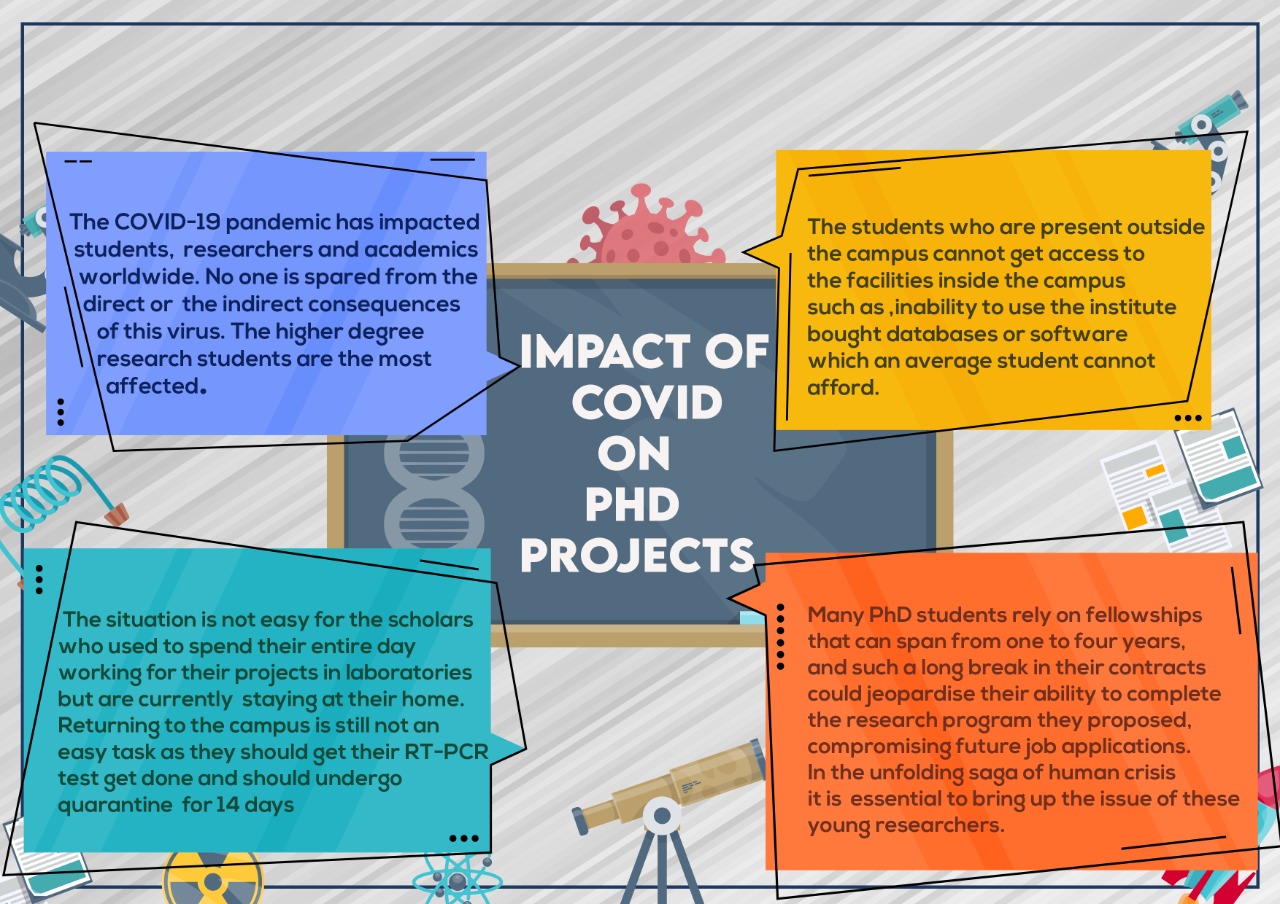 The COVID-19 pandemic has impacted
students,  researchers and academics
worldwide. No one is spared from the
direct or  the indirect consequences
of this virus. The higher degree
research students are the most
affected.
The students who are present outside
the campus cannot get access to
the facilities inside the campus
such as ,inability to use the institute
bought databases or software
which an average student cannot
afford.
IMPACT OF
COVID
ON
PHD
PROJECTS
The situation is not easy for the scholars
who used to spend their entire day
working for their projects in laboratories
but are currently  staying at their home.
Returning to the campus is still not an
easy task as they should get their RT-PCR
test get done and should undergo
quarantine  for 14 days
Many PhD students rely on fellowships
that can span from one to four years,
and such a long break in their contracts
could jeopardise their ability to complete
the research program they proposed,
compromising future job applications.
In the unfolding saga of human crisis
it is  essential to bring up the issue of these
young researchers.